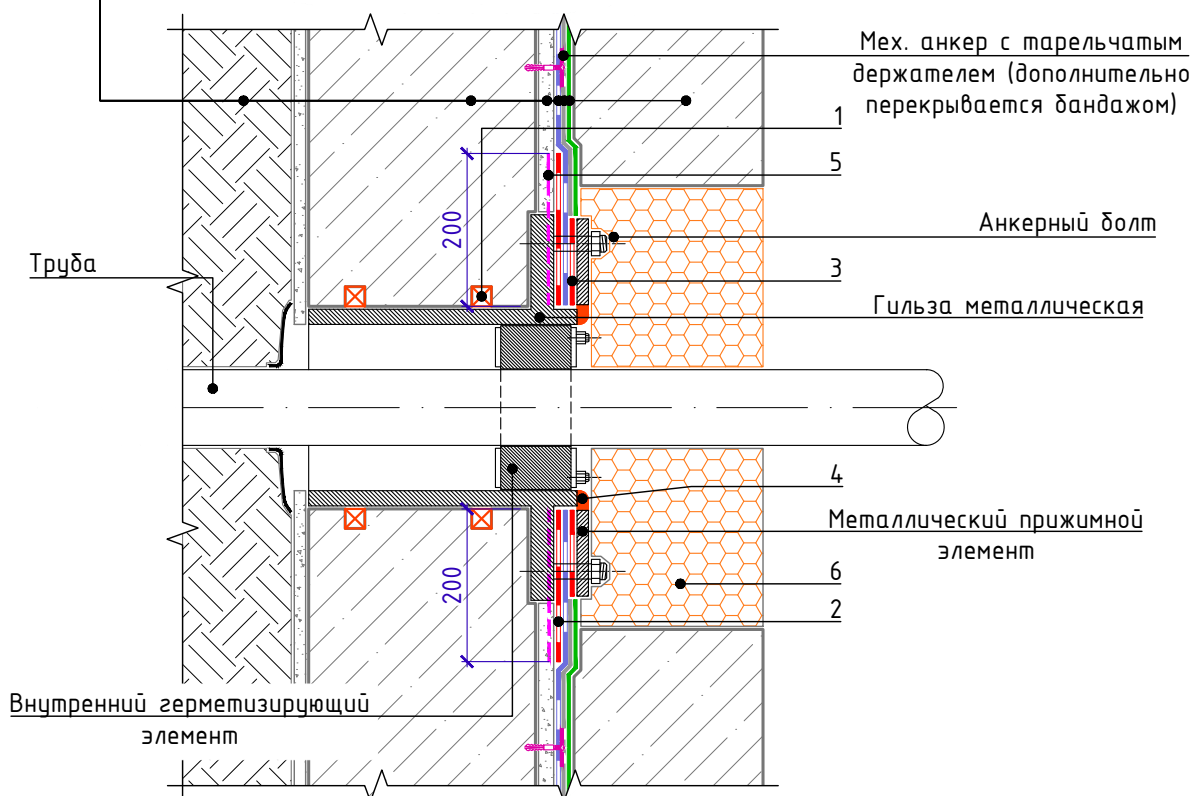 Мех. анкер с тарельчатым
держателем (дополнительно
перекрывается бандажом)
1
5
200
Анкерный болт
Труба
3
Гильза металлическая
4
Металлический прижимной
элемент
6
200
2
Внутренний герметизирующий
элемент